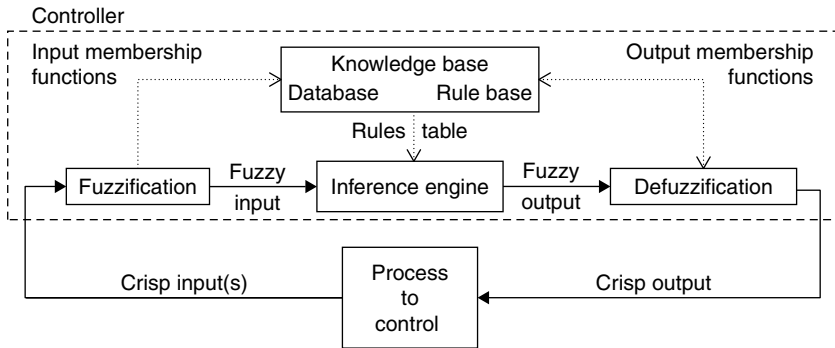 Controller
Input membership
functions
Knowledge base
Database Rule base
Output membership
functions
Rules table
Fuzzification
Fuzzy
input
Inference engine
Fuzzy
output
Defuzzification
Crisp input(s)
Process
to
control
Crisp output